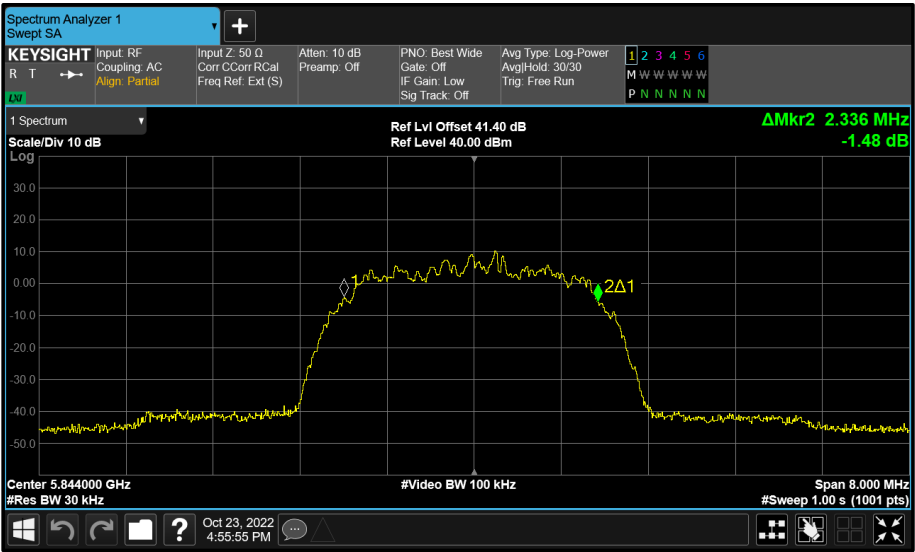 Spectrum Analyzer 1
Swept SA
+
KEYSIGHT Input: RF Input Z: 50 Ω Atten: 10 dB PNO: Best Wide Avg Type: Log-Power 1 2 3 4 5 6
R T Coupling: AC Corr CCorr RCal Preamp: Off Gate: Off Avg|Hold: 30/30 M W W W W W
Align: Partial Freq Ref: Ext (S) IF Gain: Low Trig: Free Run
LXI Sig Track: Off P N N N N N
1 Spectrum
Ref Lvl Offset 41.40 dB ΔMkr2 2.336 MHz
Scale/Div 10 dB Ref Level 40.00 dBm -1.48 dB
Log
30.0
20.0
10.0
0.00
1
2Δ1
-10.0
-20.0
-30.0
-40.0
-50.0
Center 5.844000 GHz #Video BW 100 kHz Span 8.000 MHz
#Res BW 30 kHz #Sweep 1.00 s (1001 pts)
? Oct 23, 2022
4:55:55 PM